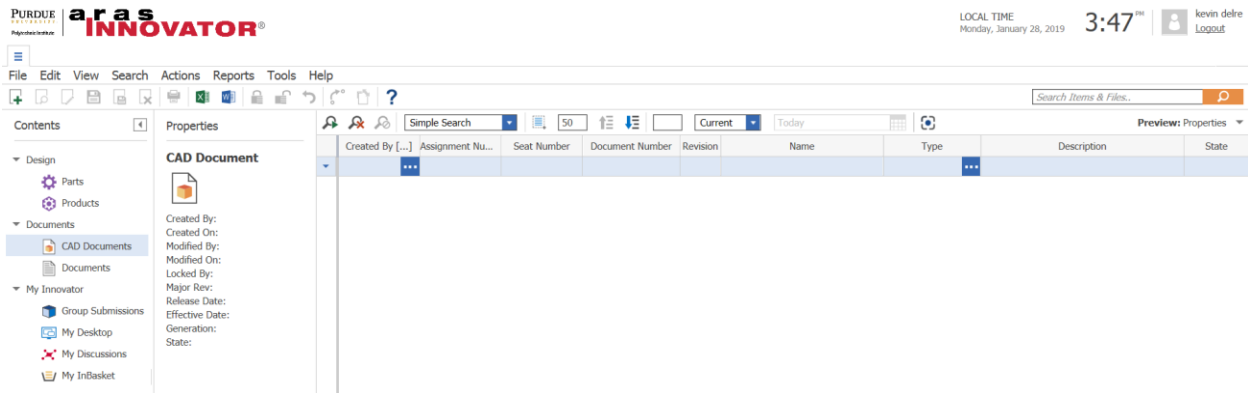 PURDUE
UNIVERSITY
Polytechnic Institute
aras
INNOVATOR®
LOCAL TIME
Monday, January 28, 2019
3:47 PM
kevin delre
Logout
File Edit View Search Actions Reports Tools Help
Search Items & Files..
Contents
Design
Parts
Products
Documents
CAD Documents
Documents
My Innovator
Group Submissions
My Desktop
My Discussions
My InBasket
Properties
CAD Document
Created By:
Created On:
Modified By:
Modified On:
Locked By:
Major Rev:
Release Date:
Effective Date:
Generation:
State:
Simple Search 50 Current Today Preview: Properties
Created By [...] Assignment Nu... Seat Number Document Number Revision Name Type Description State